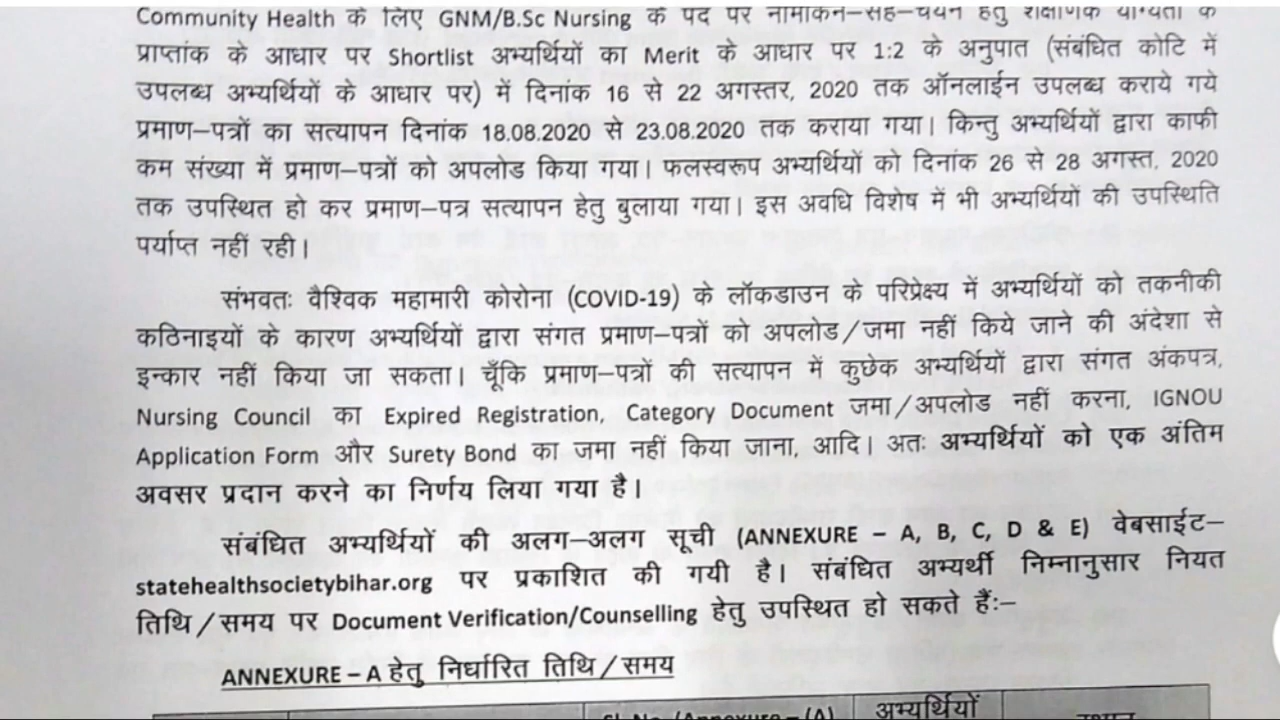 Community Health के लिए GNM/B.Sc Nursing के पद पर नामांकन–सह–चयन हेतु शैक्षणिक योग्यता के
प्राप्तांक के आधार पर Shortlist अभ्यर्थियों का Merit के आधार पर 1:2 के अनुपात (संबंधित कोटि में
उपलब्ध अभ्यर्थियों के आधार पर) में दिनांक 16 से 22 अगस्तर, 2020 तक ऑनलाईन उपलब्ध कराये गये
प्रमाण–पत्रों का सत्यापन दिनांक 18.08.2020 से 23.08.2020 तक कराया गया। किन्तु अभ्यर्थियों द्वारा काफी
कम संख्या में प्रमाण–पत्रों को अपलोड किया गया। फलस्वरूप अभ्यर्थियों को दिनांक 26 से 28 अगस्त, 2020
तक उपस्थित हो कर प्रमाण–पत्र सत्यापन हेतु बुलाया गया। इस अवधि विशेष में भी अभ्यर्थियों की उपस्थिति
पर्याप्त नहीं रही।
संभवतः वैश्विक महामारी कोरोना (COVID-19) के लॉकडाउन के परिप्रेक्ष्य में अभ्यर्थियों को तकनीकी
कठिनाइयों के कारण अभ्यर्थियों द्वारा संगत प्रमाण–पत्रों को अपलोड/जमा नहीं किये जाने की अंदेशा से
इन्कार नहीं किया जा सकता। चूँकि प्रमाण–पत्रों की सत्यापन में कुछेक अभ्यर्थियों द्वारा संगत अंकपत्र,
Nursing Council का Expired Registration, Category Document जमा/अपलोड नहीं करना, IGNOU
Application Form और Surety Bond का जमा नहीं किया जाना, आदि। अतः अभ्यर्थियों को एक अंतिम
अवसर प्रदान करने का निर्णय लिया गया है।
संबंधित अभ्यर्थियों की अलग–अलग सूची (ANNEXURE – A, B, C, D & E) वेबसाईट–
statehealthsocietybihar.org पर प्रकाशित की गयी है। संबंधित अभ्यर्थी निम्नानुसार नियत
तिथि/समय पर Document Verification/Counselling हेतु उपस्थित हो सकते हैंः–
ANNEXURE – A हेतु निर्धारित तिथि/समय
Sl. No. (Annexure – (A) अभ्यर्थियों